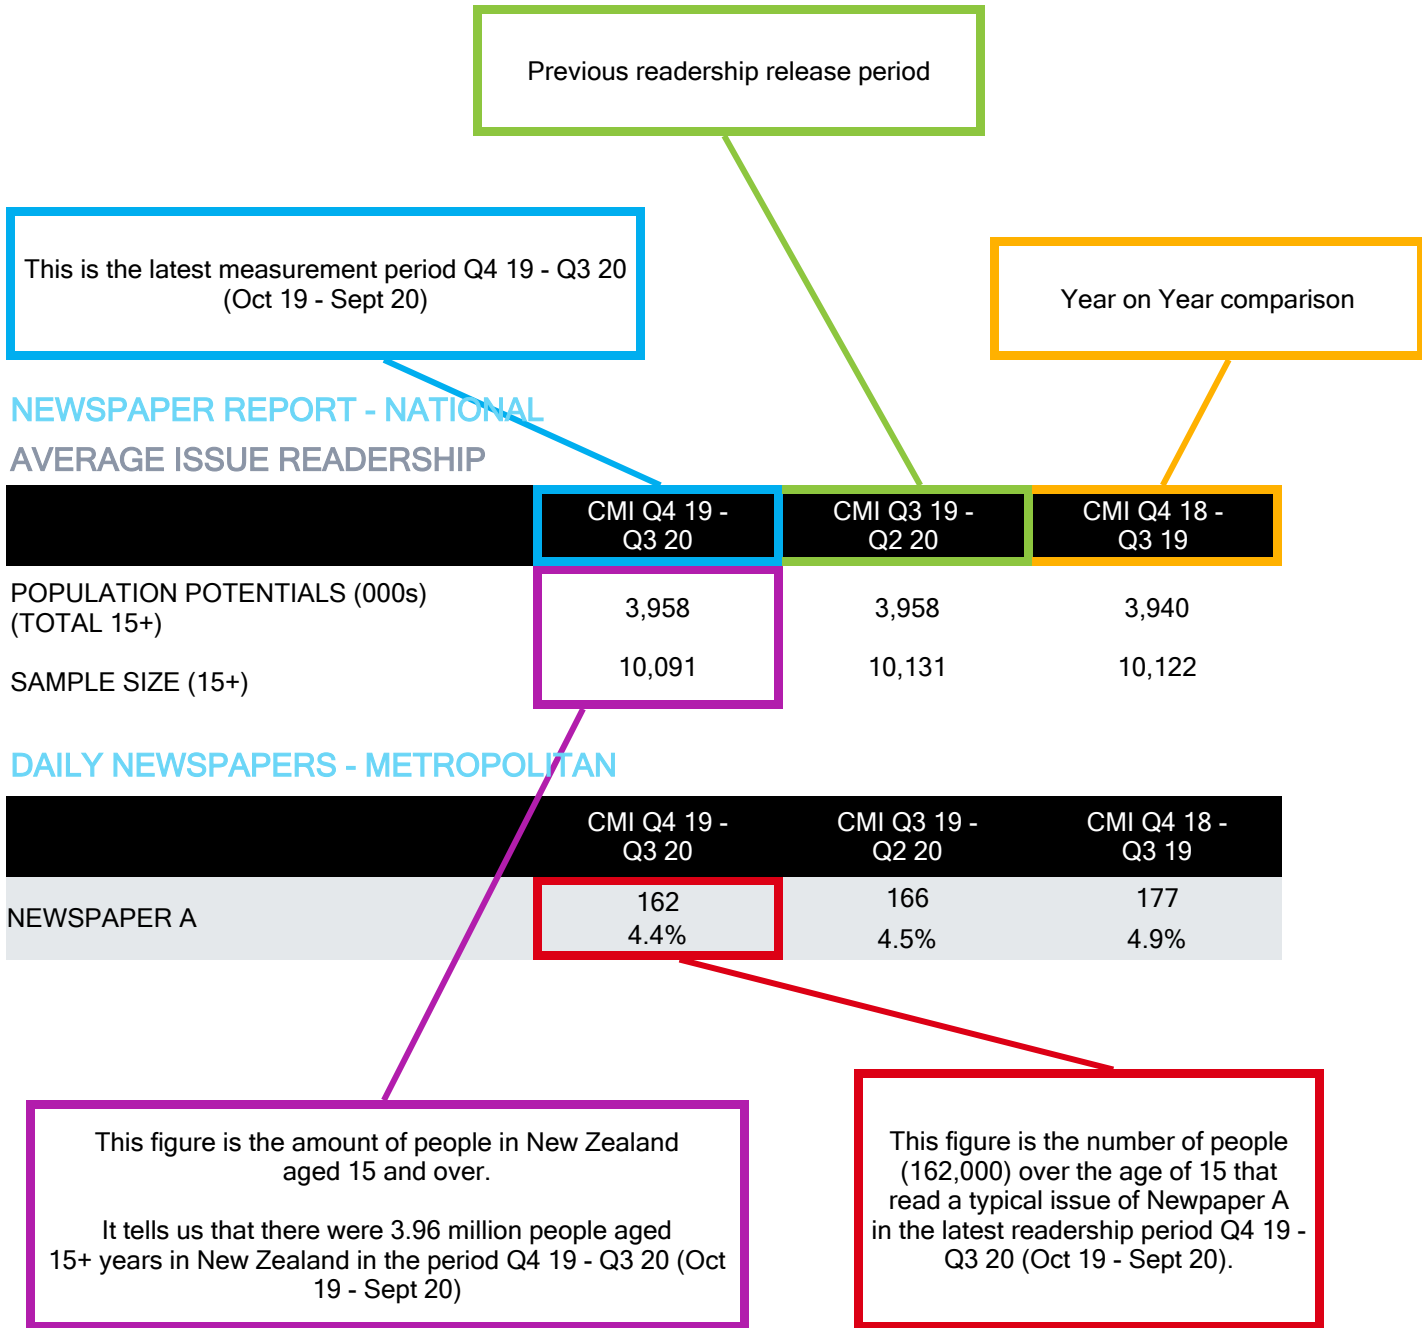 Previous readership release period
This is the latest measurement period Q4 19 - Q3 20
(Oct 19 - Sept 20)
Year on Year comparison
NEWSPAPER REPORT - NATIONAL
AVERAGE ISSUE READERSHIP
CMI Q4 19 -
Q3 20
CMI Q3 19 -
Q2 20
CMI Q4 18 -
Q3 19
POPULATION POTENTIALS (000s)
(TOTAL 15+)
3,958
3,958
3,940
SAMPLE SIZE (15+)
10,091
10,131
10,122
DAILY NEWSPAPERS - METROPOLITAN
CMI Q4 19 -
Q3 20
CMI Q3 19 -
Q2 20
CMI Q4 18 -
Q3 19
NEWSPAPER A
162
166
177
4.4%
4.5%
4.9%
This figure is the amount of people in New Zealand
aged 15 and over.
It tells us that there were 3.96 million people aged
15+ years in New Zealand in the period Q4 19 - Q3 20 (Oct
19 - Sept 20)
This figure is the number of people
(162,000) over the age of 15 that
read a typical issue of Newpaper A
in the latest readership period Q4 19 -
Q3 20 (Oct 19 - Sept 20).